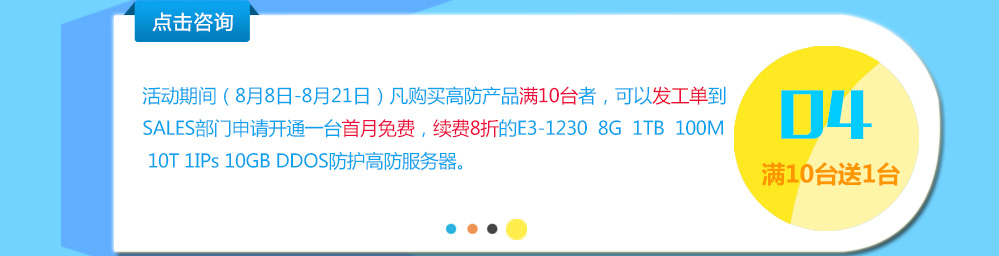 点击咨询
活动期间（8月8日-8月21日）凡购买高防产品满10台者，可以发工单到
SALES部门申请开通一台首月免费，续费8折的E3-1230 8G 1TB 100M
10T 1IPs 10GB DDOS防护高防服务器。
04
满10台送1台